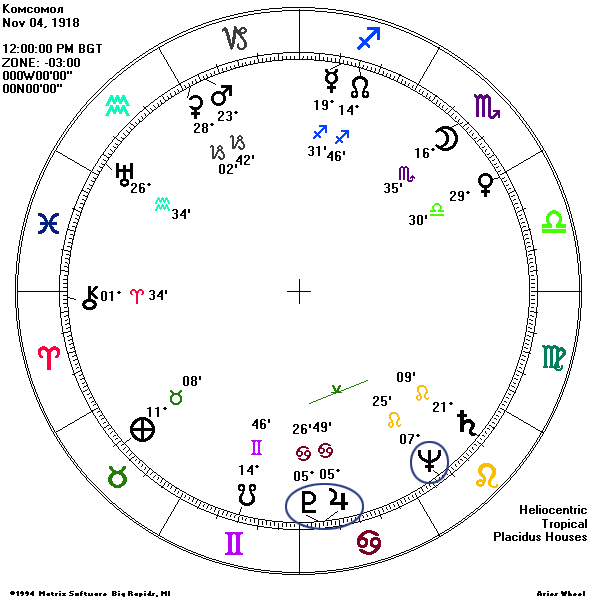 Комсомол
Nov 04, 1918
12:00:00 PM BGT
ZONE: -03:00
000W00'00"
00N00'00"
28° 23°
02' 42'
19° 14°
31' 46'
16°
35'
29°
30'
26°
34'
01° 34'
11°
08'
14°
46'
26' 49'
05° 05°
07°
25'
21°
09'
Heliocentric
Tropical
Placidus Houses
©1994 Matrix Software Big Rapids, MI
Aries Wheel